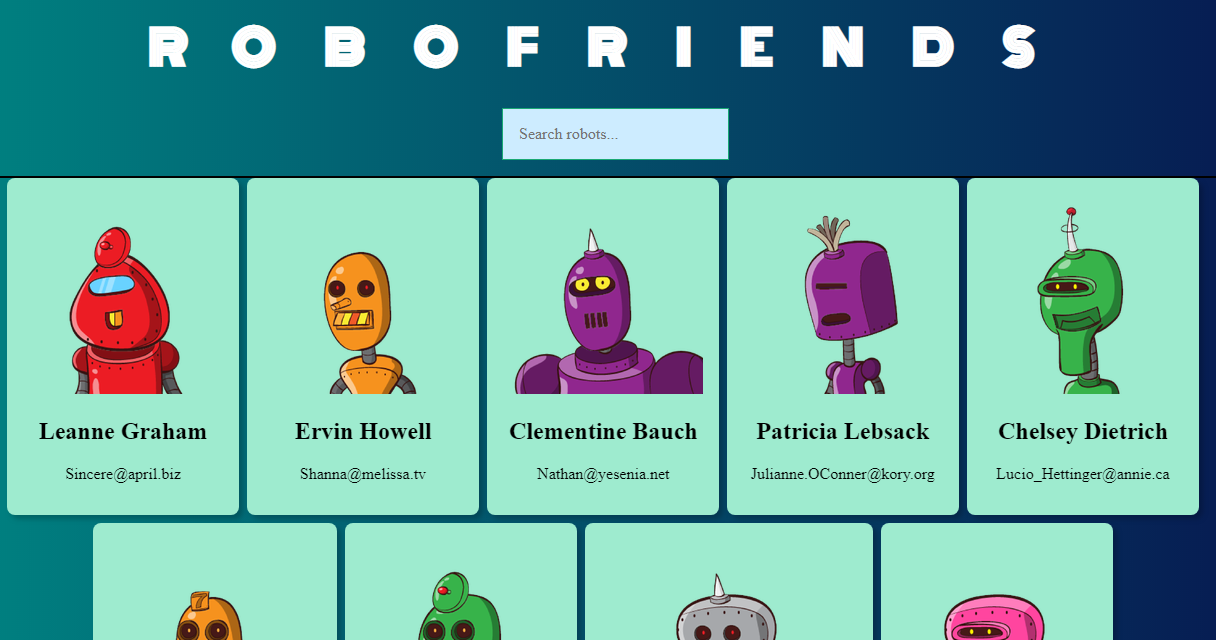 ROBOFRIENDS
Search robots...
Leanne Graham
Sincere@april.biz
Ervin Howell
Shanna@melissa.tv
Clementine Bauch
Nathan@yesenia.net
Patricia Lebsack
Julianne.OConner@kory.org
Chelsey Dietrich
Lucio_Hettinger@annie.ca
7